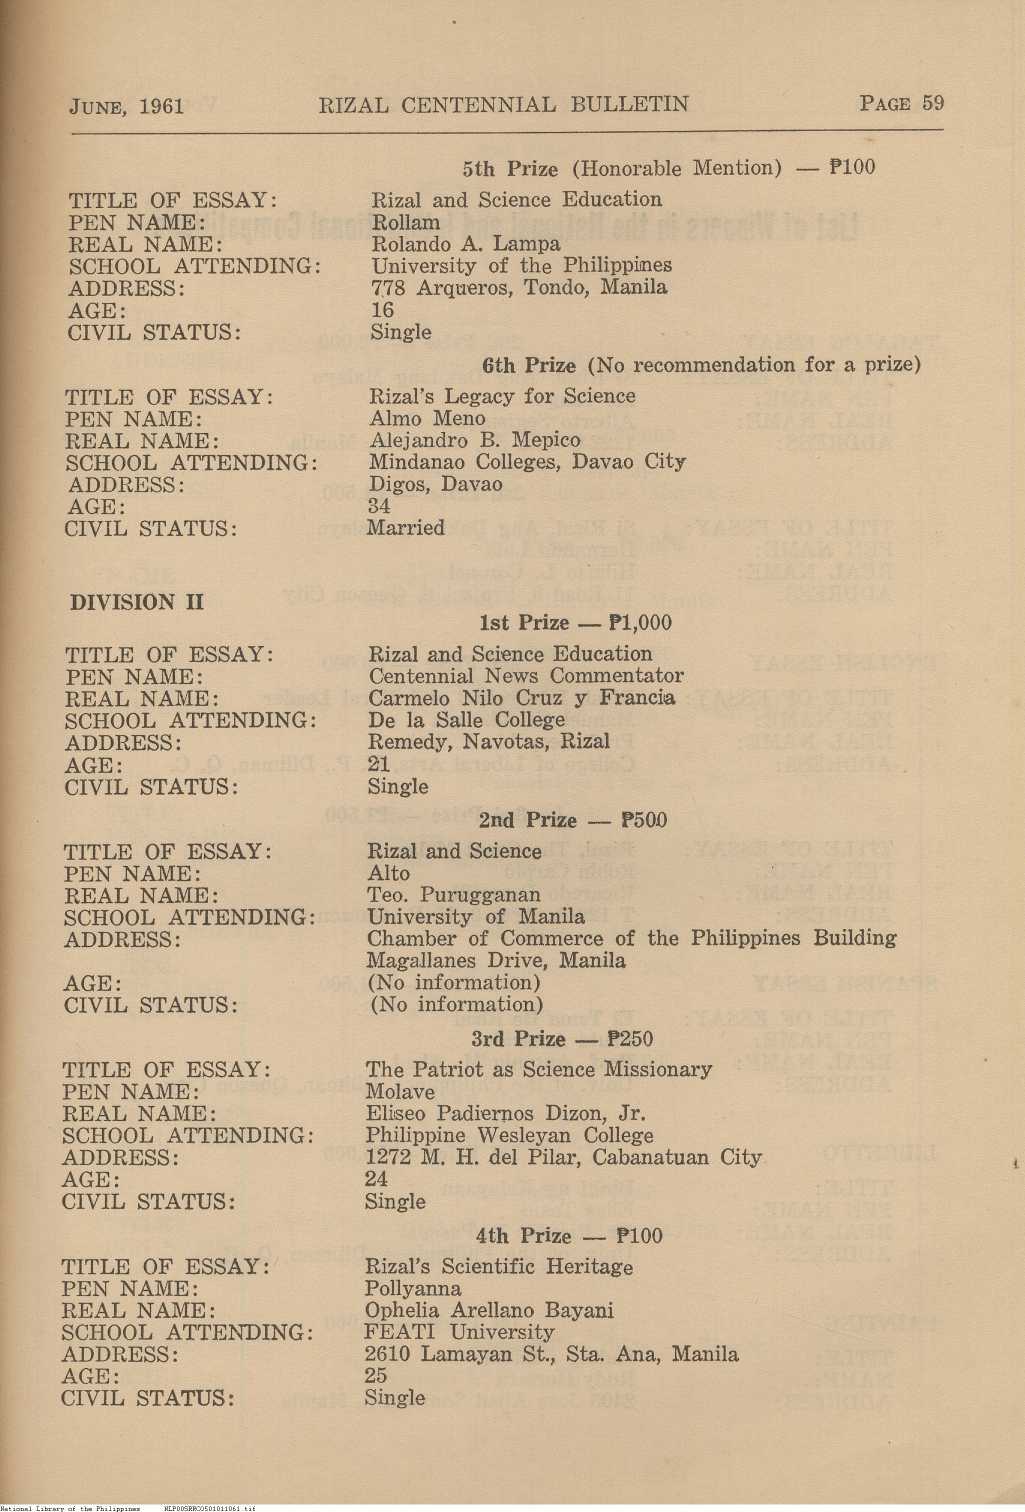 JUNE, 1961 RIZAL CENTENNIAL BULLETIN PAGE 59
5th Prize (Honorable Mention) — ₱100
TITLE OF ESSAY: Rizal and Science Education
PEN NAME: Rollam
REAL NAME: Rolando A. Lampa
SCHOOL ATTENDING: University of the Philippines
ADDRESS: 778 Arqueros, Tondo, Manila
AGE: 16
CIVIL STATUS: Single
6th Prize (No recommendation for a prize)
TITLE OF ESSAY: Rizal's Legacy for Science
PEN NAME: Almo Meno
REAL NAME: Alejandro B. Mepico
SCHOOL ATTENDING: Mindanao Colleges, Davao City
ADDRESS: Digos, Davao
AGE: 34
CIVIL STATUS: Married
DIVISION II
1st Prize — ₱1,000
TITLE OF ESSAY: Rizal and Science Education
PEN NAME: Centennial News Commentator
REAL NAME: Carmelo Nilo Cruz y Francia
SCHOOL ATTENDING: De la Salle College
ADDRESS: Remedy, Navotas, Rizal
AGE: 21
CIVIL STATUS: Single
2nd Prize — ₱500
TITLE OF ESSAY: Rizal and Science
PEN NAME: Alto
REAL NAME: Teo. Purugganan
SCHOOL ATTENDING: University of Manila
ADDRESS: Chamber of Commerce of the Philippines Building
Magallanes Drive, Manila
AGE: (No information)
CIVIL STATUS: (No information)
3rd Prize — ₱250
TITLE OF ESSAY: The Patriot as Science Missionary
PEN NAME: Molave
REAL NAME: Eliseo Padiernos Dizon, Jr.
SCHOOL ATTENDING: Philippine Wesleyan College
ADDRESS: 1272 M. H. del Pilar, Cabanatuan City
AGE: 24
CIVIL STATUS: Single
4th Prize — ₱100
TITLE OF ESSAY: Rizal's Scientific Heritage
PEN NAME: Pollyanna
REAL NAME: Ophelia Arellano Bayani
SCHOOL ATTENDING: FEATI University
ADDRESS: 2610 Lamayan St., Sta. Ana, Manila
AGE: 25
CIVIL STATUS: Single
National Library of the Philippines NLP00SRRC0501011061.tif